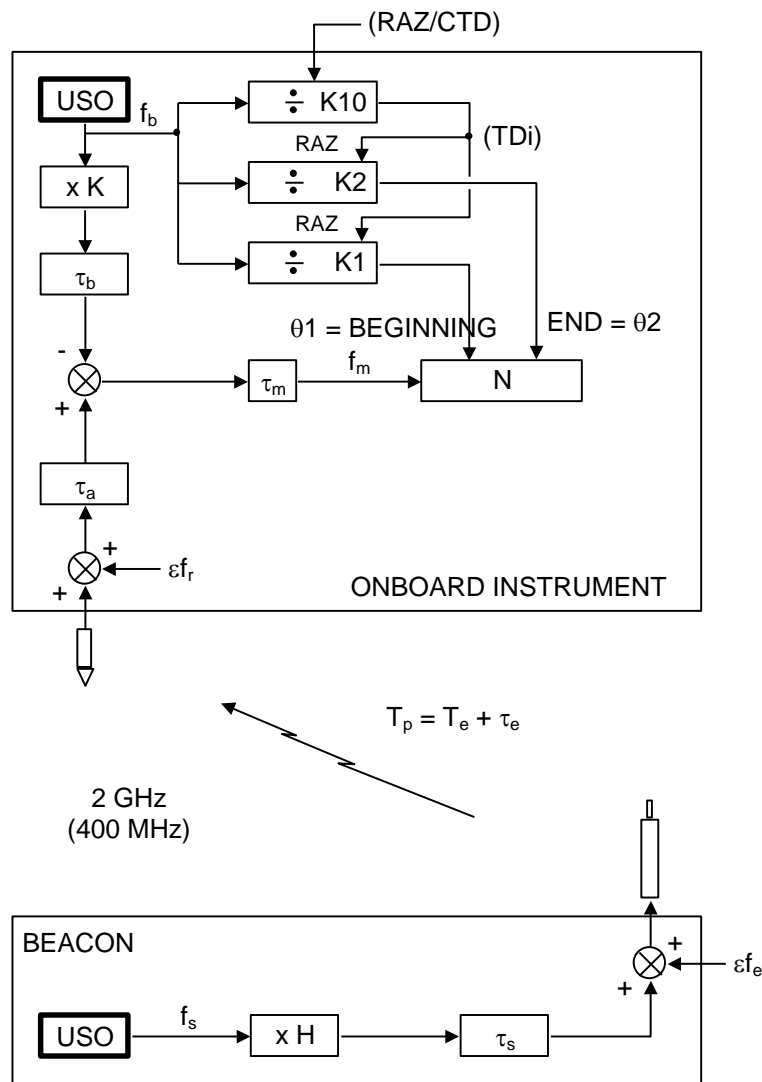 (RAZ/CTD)
USO
f_b
÷ K10
(TDi)
RAZ
x K
÷ K2
RAZ
τ_b
÷ K1
θ1 = BEGINNING
END = θ2
-
τ_m
f_m
N
+
τ_a
+
εf_r
+
ONBOARD INSTRUMENT
T_p = T_e + τ_e
2 GHz
(400 MHz)
BEACON
+
εf_e
+
USO
f_s
x H
τ_s